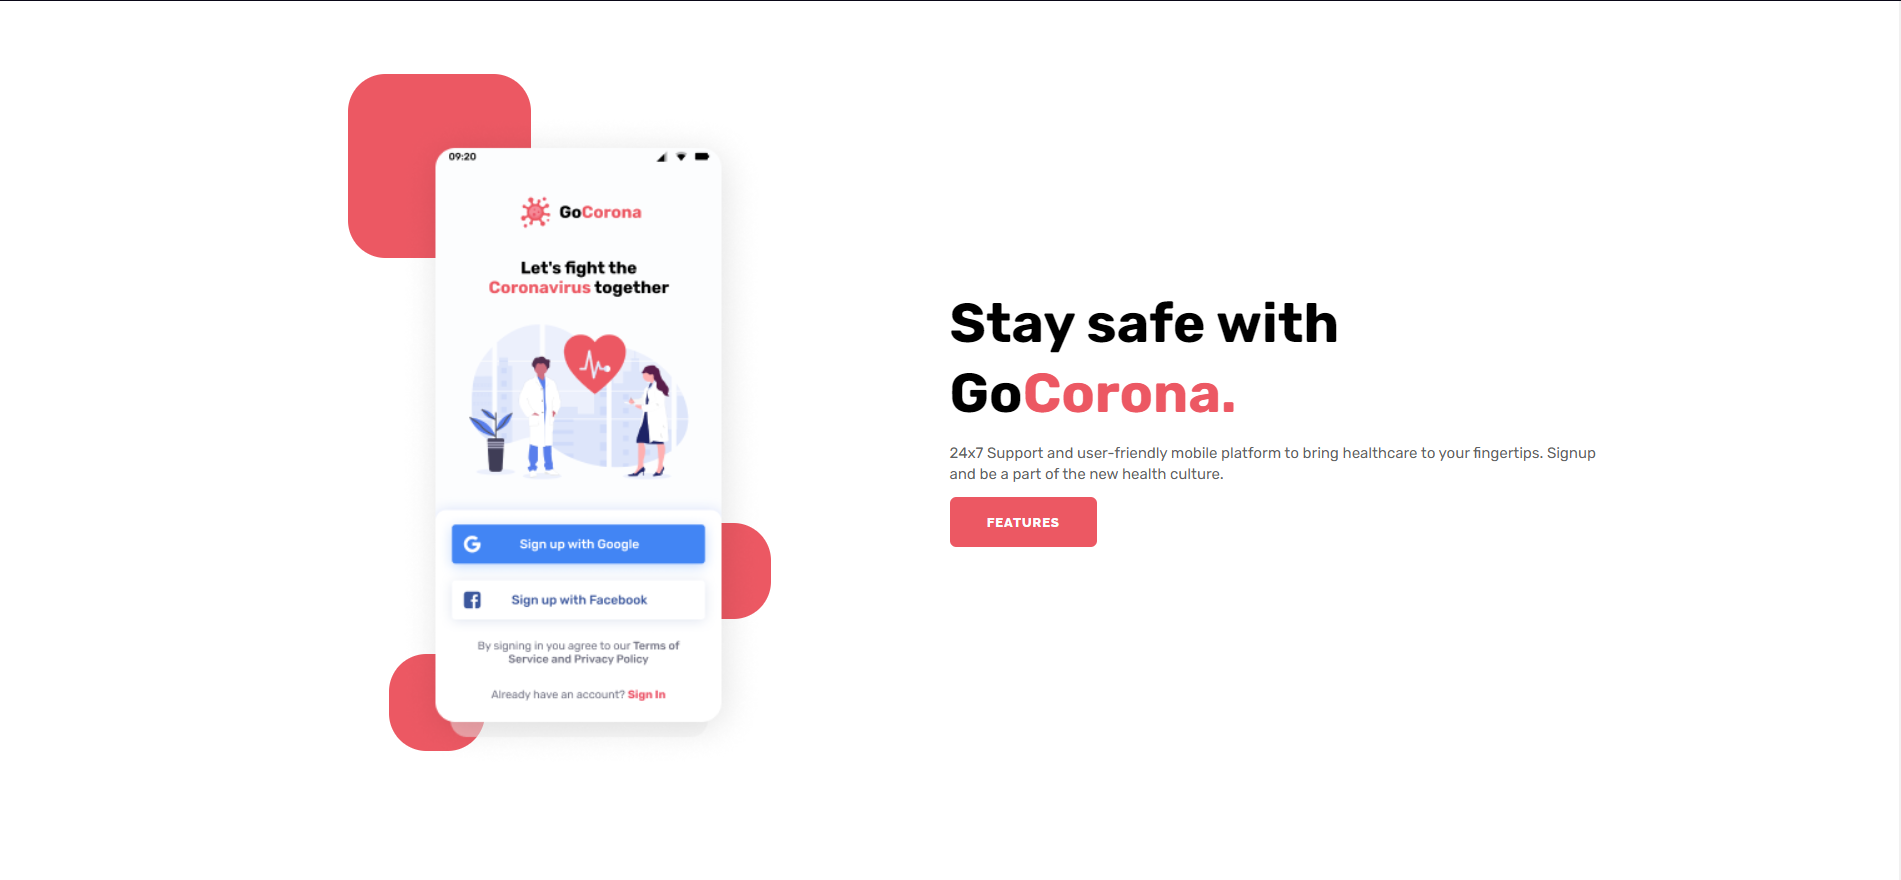 09:20
GoCorona
Let's fight the
Coronavirus together
Sign up with Google
Sign up with Facebook
By signing in you agree to our Terms of
Service and Privacy Policy
Already have an account? Sign In
Stay safe with
GoCorona.
24x7 Support and user-friendly mobile platform to bring healthcare to your fingertips. Signup
and be a part of the new health culture.
FEATURES